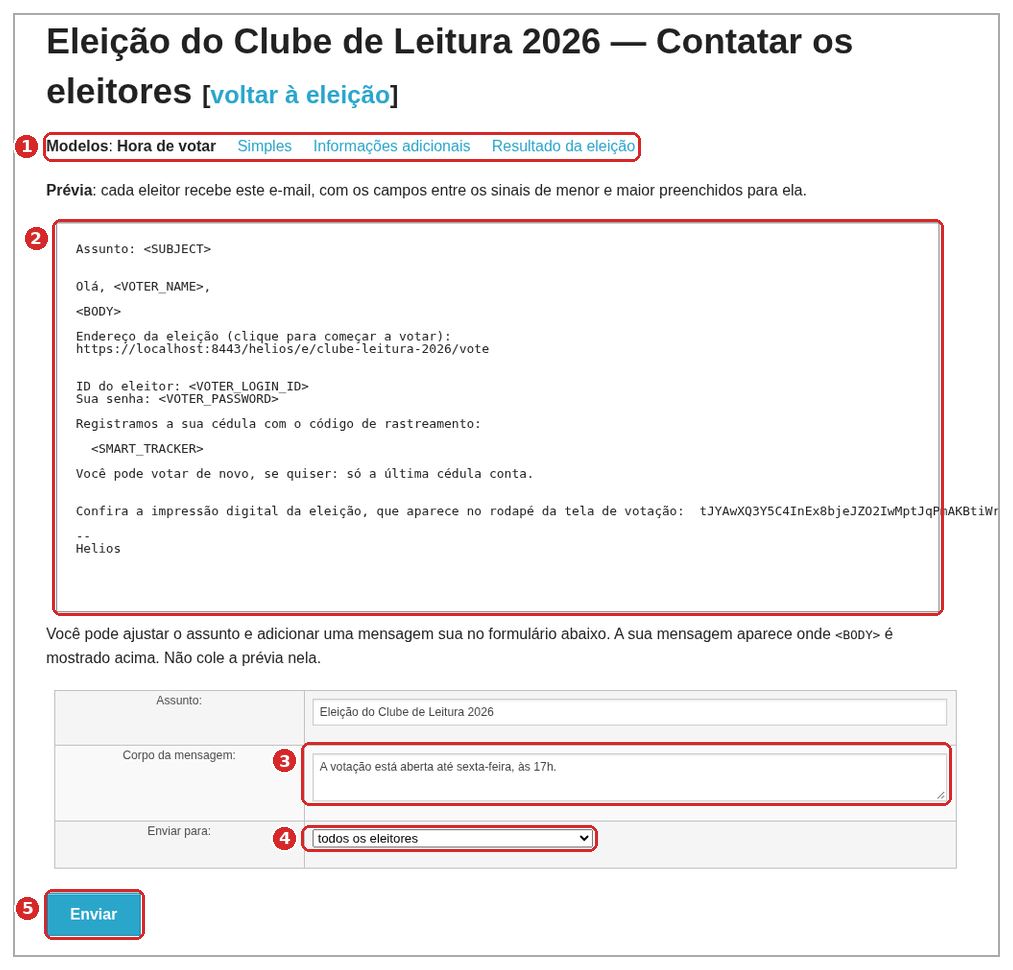 Eleição do Clube de Leitura 2026 — Contatar os
eleitores [voltar à eleição]
1 Modelos: Hora de votar Simples Informações adicionais Resultado da eleição
Prévia: cada eleitor recebe este e-mail, com os campos entre os sinais de menor e maior preenchidos para ela.
2
Assunto: <SUBJECT>
Olá, <VOTER_NAME>,
<BODY>
Endereço da eleição (clique para começar a votar):
https://localhost:8443/helios/e/clube-leitura-2026/vote
ID do eleitor: <VOTER_LOGIN_ID>
Sua senha: <VOTER_PASSWORD>
Registramos a sua cédula com o código de rastreamento:
<SMART_TRACKER>
Você pode votar de novo, se quiser: só a última cédula conta.
Confira a impressão digital da eleição, que aparece no rodapé da tela de votação:
--
Helios
Você pode ajustar o assunto e adicionar uma mensagem sua no formulário abaixo. A sua mensagem aparece onde <BODY> é
mostrado acima. Não cole a prévia nela.
Assunto: Eleição do Clube de Leitura 2026
Corpo da mensagem: 3 A votação está aberta até sexta-feira, às 17h.
Enviar para: 4 todos os eleitores
5 Enviar